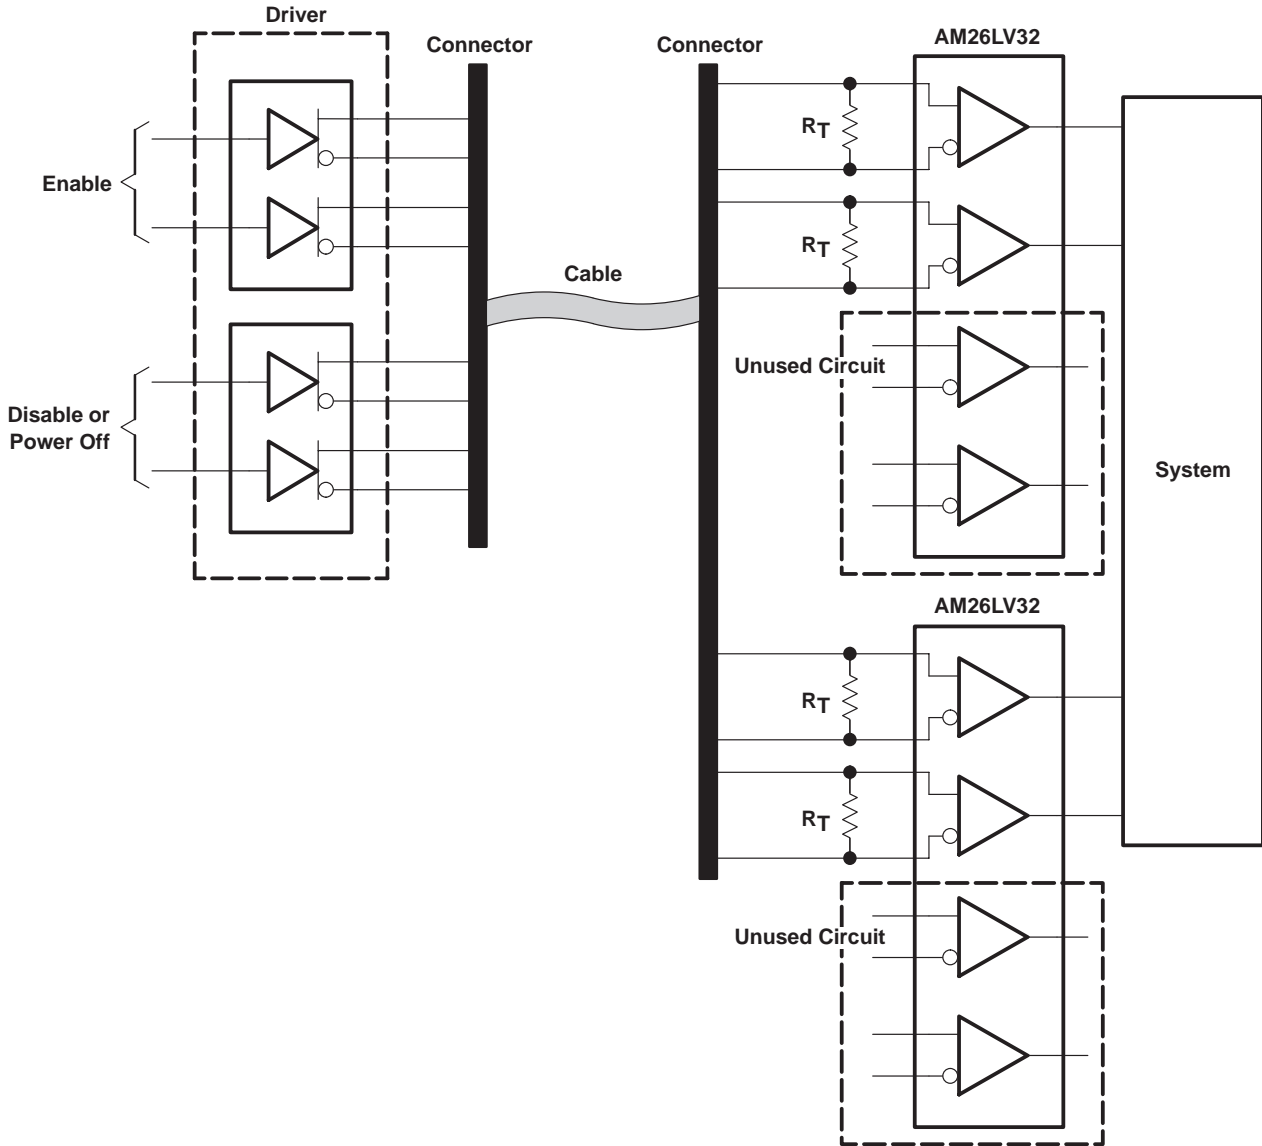 Driver
Connector
Connector
AM26LV32
RT
Enable
RT
Cable
Unused Circuit
Disable or
Power Off
System
AM26LV32
RT
RT
Unused Circuit